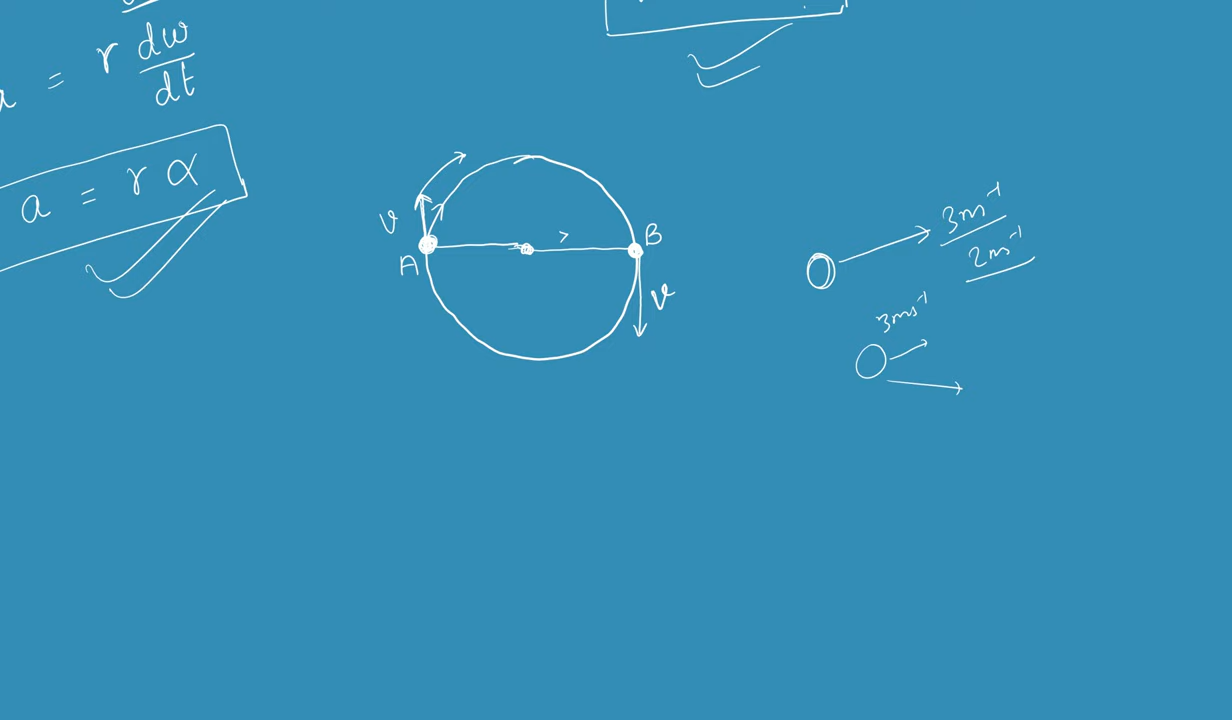 = r dω/dt
a = r α
v
A
B
v
3ms⁻¹
2ms⁻¹
3ms⁻¹